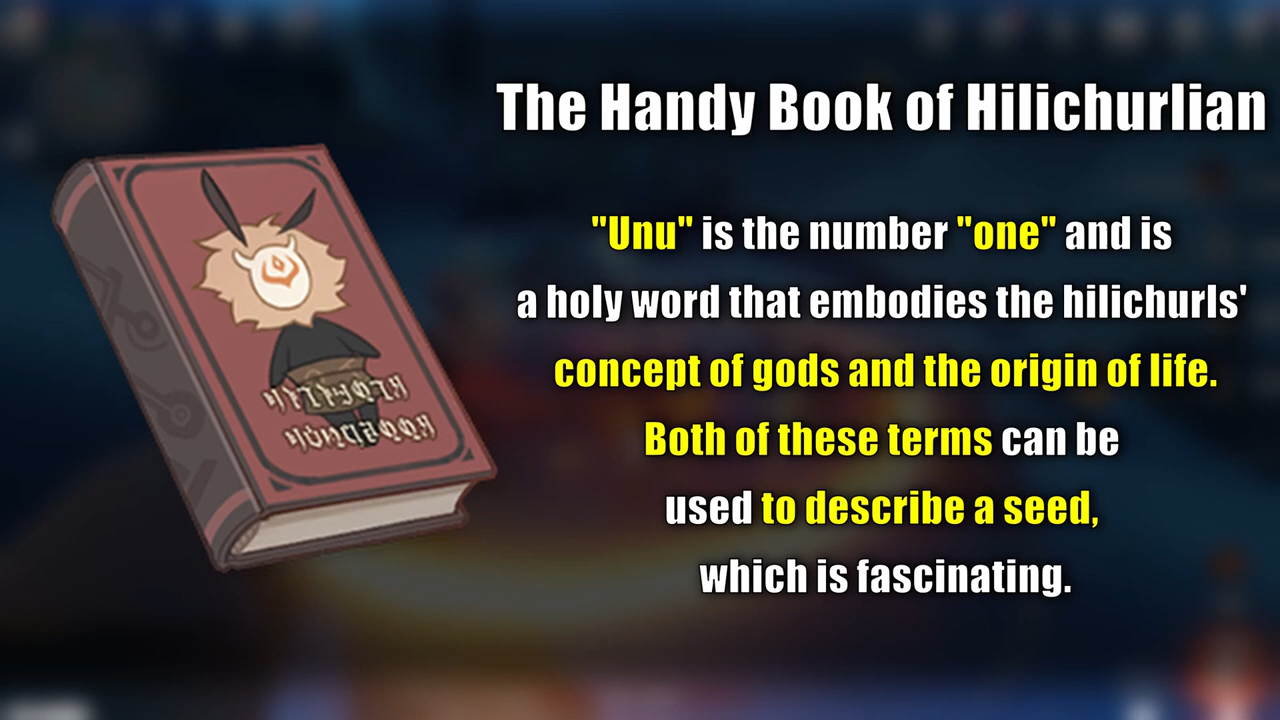 The Handy Book of Hilichurlian
"Unu" is the number "one" and is
a holy word that embodies the hilichurls'
concept of gods and the origin of life.
Both of these terms can be
used to describe a seed,
which is fascinating.